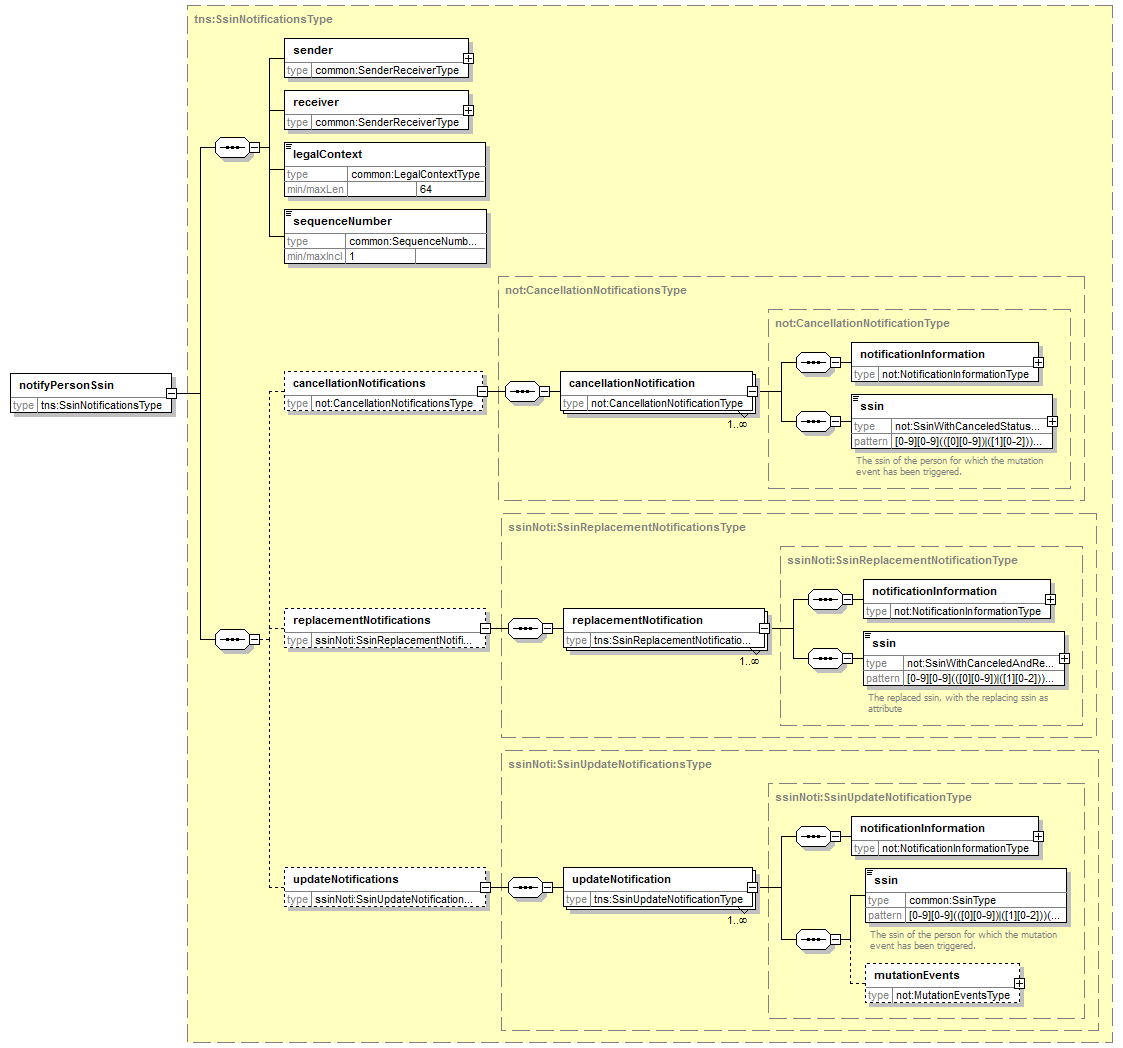 tns:SsinNotificationsType
sender
type common:SenderReceiverType
receiver
type common:SenderReceiverType
legalContext
type common:LegalContextType
min/maxLen 64
sequenceNumber
type common:SequenceNumb...
min/maxIncl 1
notifyPersonSsin
type tns:SsinNotificationsType
not:CancellationNotificationsType
not:CancellationNotificationType
cancellationNotifications
type not:CancellationNotificationsType
cancellationNotification
type not:CancellationNotificationType
1..∞
notificationInformation
type not:NotificationInformationType
ssin
type not:SsinWithCanceledStatus...
pattern [0-9][0-9](([0][0-9])|([1][0-2]))...
The ssin of the person for which the mutation
event has been triggered.
ssinNoti:SsinReplacementNotificationsType
ssinNoti:SsinReplacementNotificationType
replacementNotifications
type ssinNoti:SsinReplacementNotifi...
replacementNotification
type tns:SsinReplacementNotificatio...
1..∞
notificationInformation
type not:NotificationInformationType
ssin
type not:SsinWithCanceledAndRe...
pattern [0-9][0-9](([0][0-9])|([1][0-2]))...
The replaced ssin, with the replacing ssin as
attribute
ssinNoti:SsinUpdateNotificationsType
ssinNoti:SsinUpdateNotificationType
updateNotifications
type ssinNoti:SsinUpdateNotification...
updateNotification
type tns:SsinUpdateNotificationType
1..∞
notificationInformation
type not:NotificationInformationType
ssin
type common:SsinType
pattern [0-9][0-9](([0][0-9])|([1][0-2]))(...
The ssin of the person for which the mutation
event has been triggered.
mutationEvents
type not:MutationEventsType